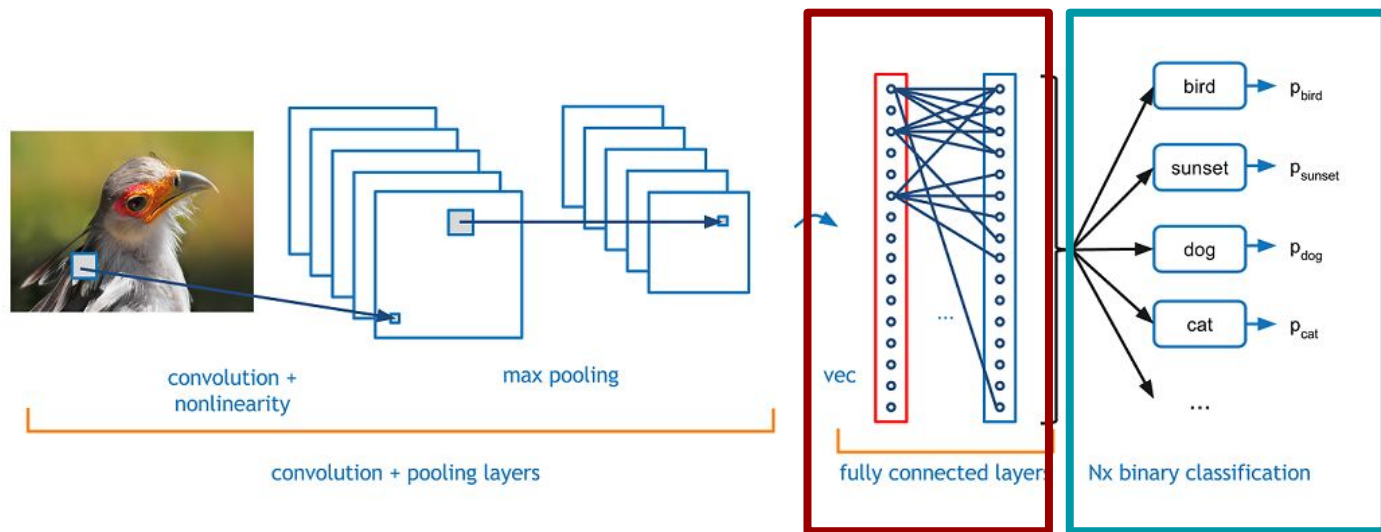 convolution +
nonlinearity
max pooling
convolution + pooling layers
vec
...
fully connected layers
bird
p_bird
sunset
p_sunset
dog
p_dog
cat
p_cat
...
Nx binary classification